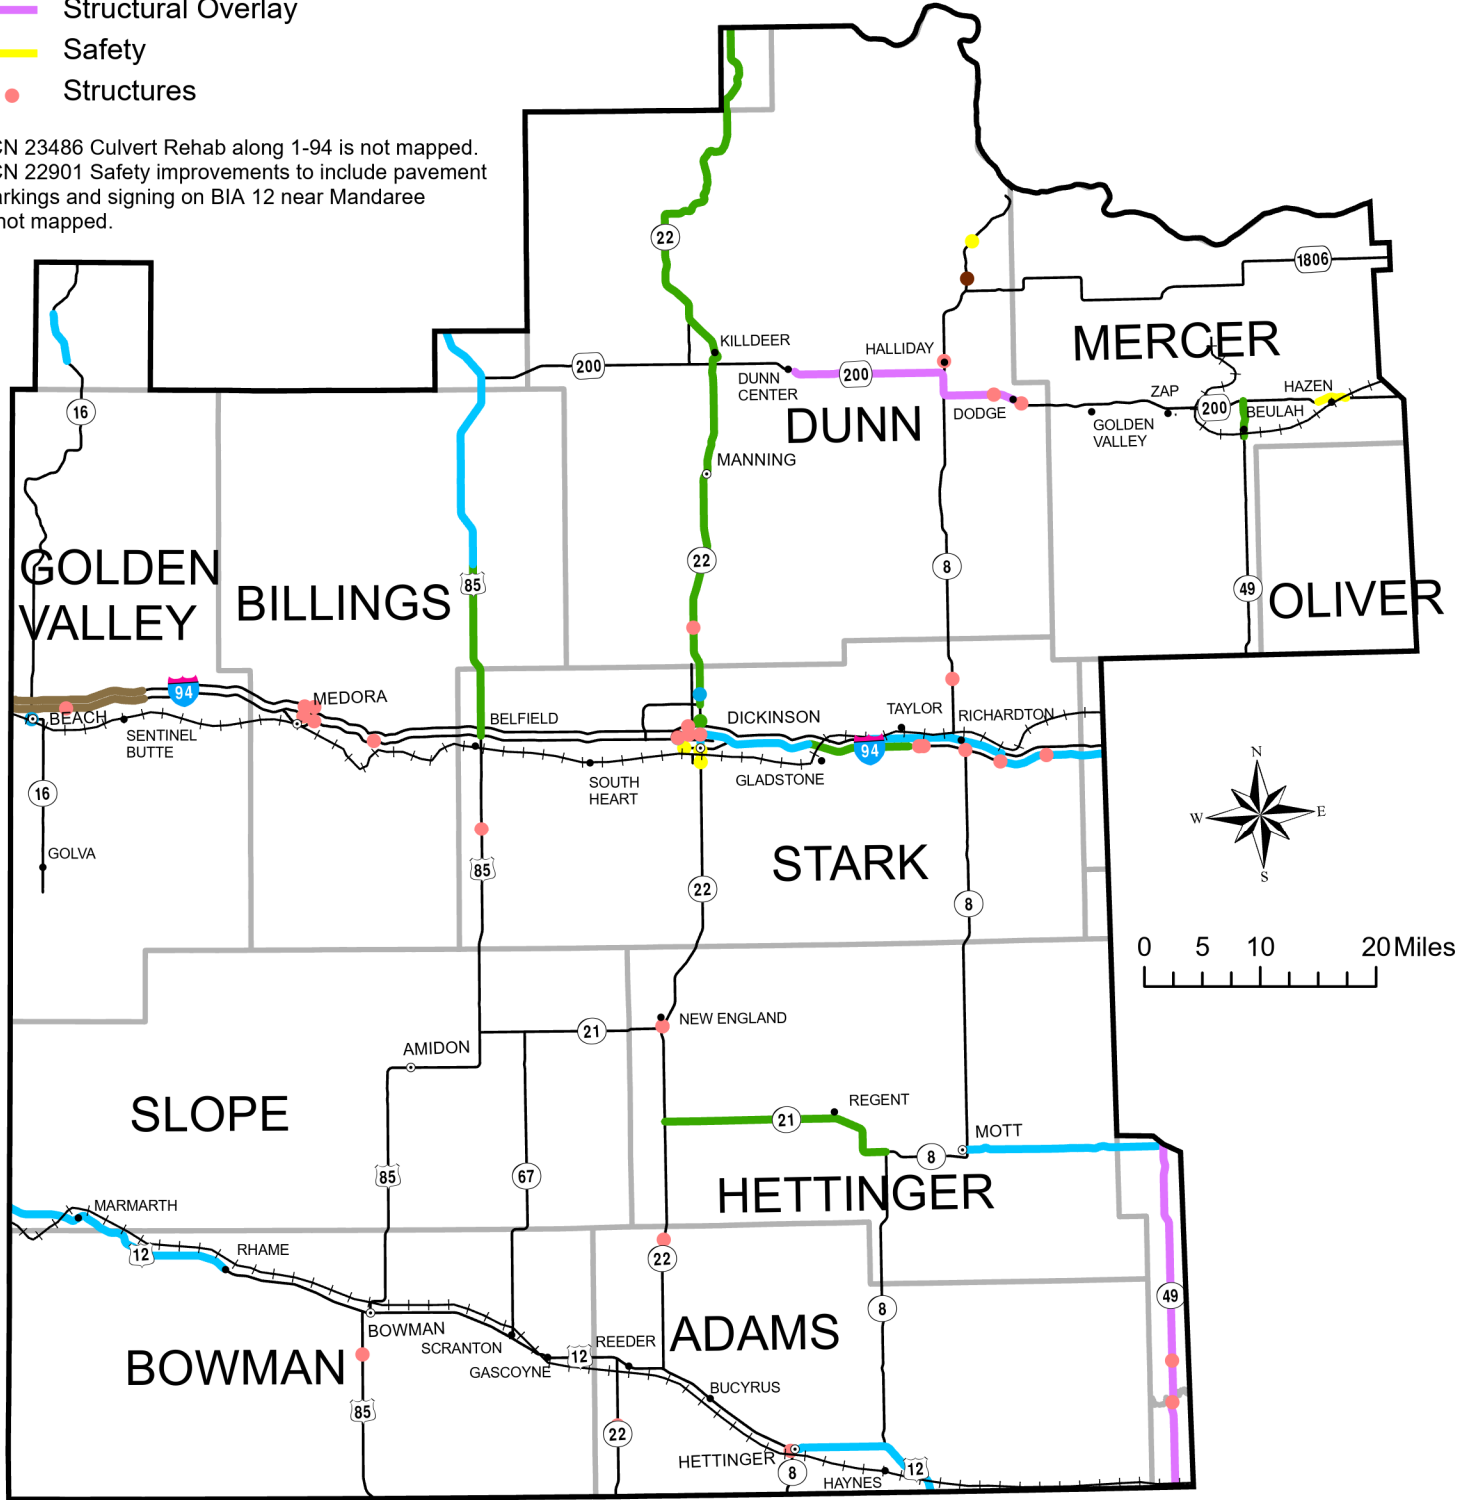 Structural Overlay
Safety
Structures
CN 23486 Culvert Rehab along 1-94 is not mapped.
CN 22901 Safety improvements to include pavement
arkings and signing on BIA 12 near Mandaree
not mapped.
22
1806
KILLDEER
HALLIDAY
MERCER
200
DUNN
CENTER
200
ZAP
HAZEN
16
DODGE
GOLDEN
VALLEY
200
BEULAH
DUNN
MANNING
GOLDEN
VALLEY
BILLINGS
85
22
8
49
OLIVER
94
MEDORA
BEACH
SENTINEL
BUTTE
BELFIELD
DICKINSON
TAYLOR
RICHARDTON
94
SOUTH
HEART
GLADSTONE
N
W
E
S
16
GOLVA
85
STARK
22
8
0 5 10 20 Miles
NEW ENGLAND
21
AMIDON
SLOPE
REGENT
21
MOTT
8
85
67
HETTINGER
MARMARTH
12
RHAME
22
49
8
BOWMAN
SCRANTON
GASCOYNE
12
REEDER
ADAMS
BOWMAN
BUCYRUS
85
22
HETTINGER
8
HAYNES
12